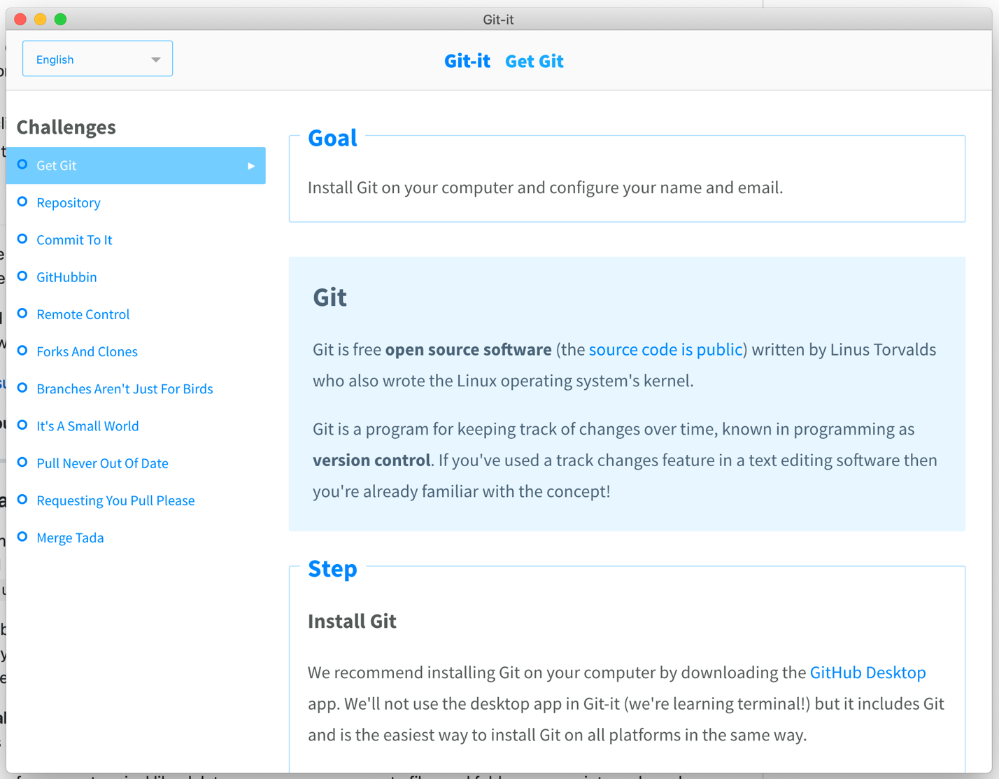 Git-it
English
Git-it Get Git
Challenges
Get Git
Repository
Commit To It
GitHubbin
Remote Control
Forks And Clones
Branches Aren't Just For Birds
It's A Small World
Pull Never Out Of Date
Requesting You Pull Please
Merge Tada
Goal
Install Git on your computer and configure your name and email.
Git
Git is free open source software (the source code is public) written by Linus Torvalds
who also wrote the Linux operating system's kernel.
Git is a program for keeping track of changes over time, known in programming as
version control. If you've used a track changes feature in a text editing software then
you're already familiar with the concept!
Step
Install Git
We recommend installing Git on your computer by downloading the GitHub Desktop
app. We'll not use the desktop app in Git-it (we're learning terminal!) but it includes Git
and is the easiest way to install Git on all platforms in the same way.